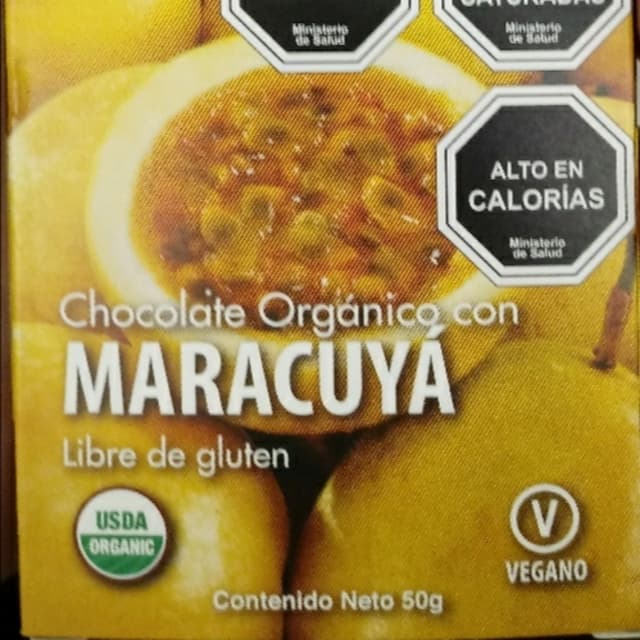 Ministerio
de Salud
SATURADAS
Ministerio
de Salud
ALTO EN
CALORÍAS
Ministerio
de Salud
Chocolate Orgánico con
MARACUYÁ
Libre de gluten
USDA
ORGANIC
V
VEGANO
Contenido Neto 50g